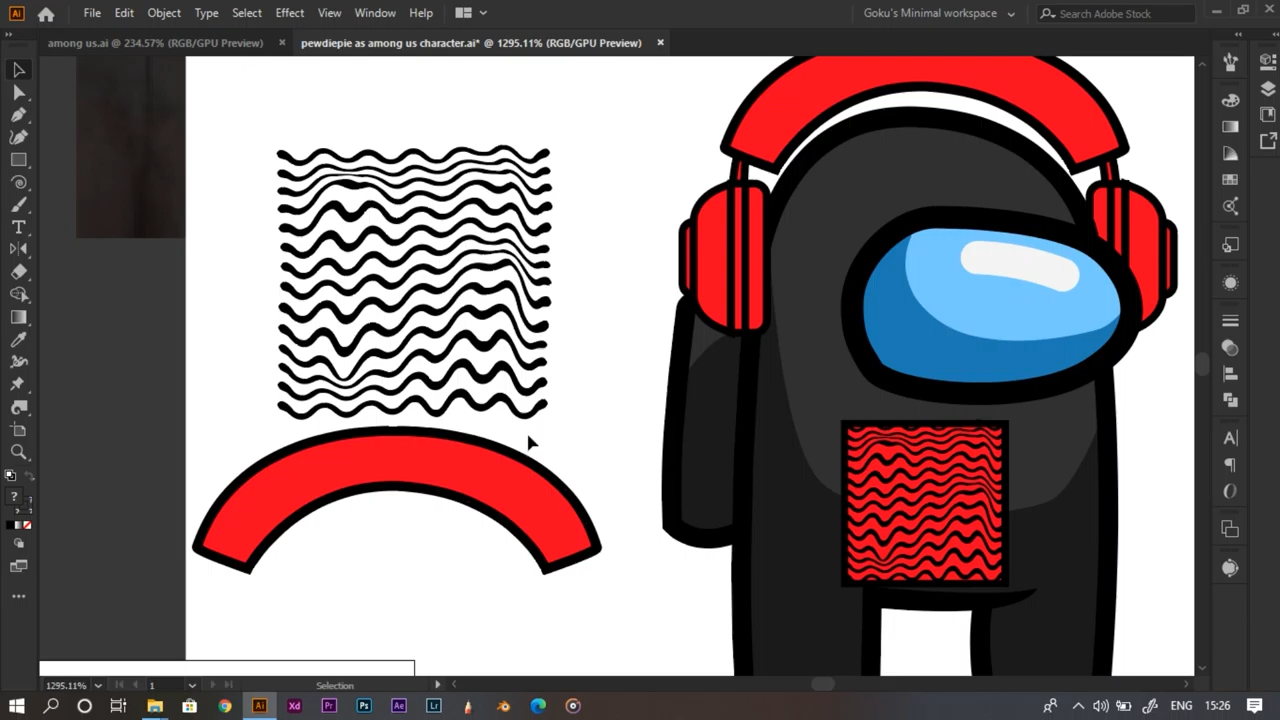 Ai File Edit Object Type Select Effect View Window Help Goku's Minimal workspace Search Adobe Stock
among us.ai @ 234.57% (RGB/GPU Preview) pewdiepie as among us character.ai* @ 1295.11% (RGB/GPU Preview)
1295.11% 1 Selection
Ai Xd Pr Ps Ae Lr ENG 15:26